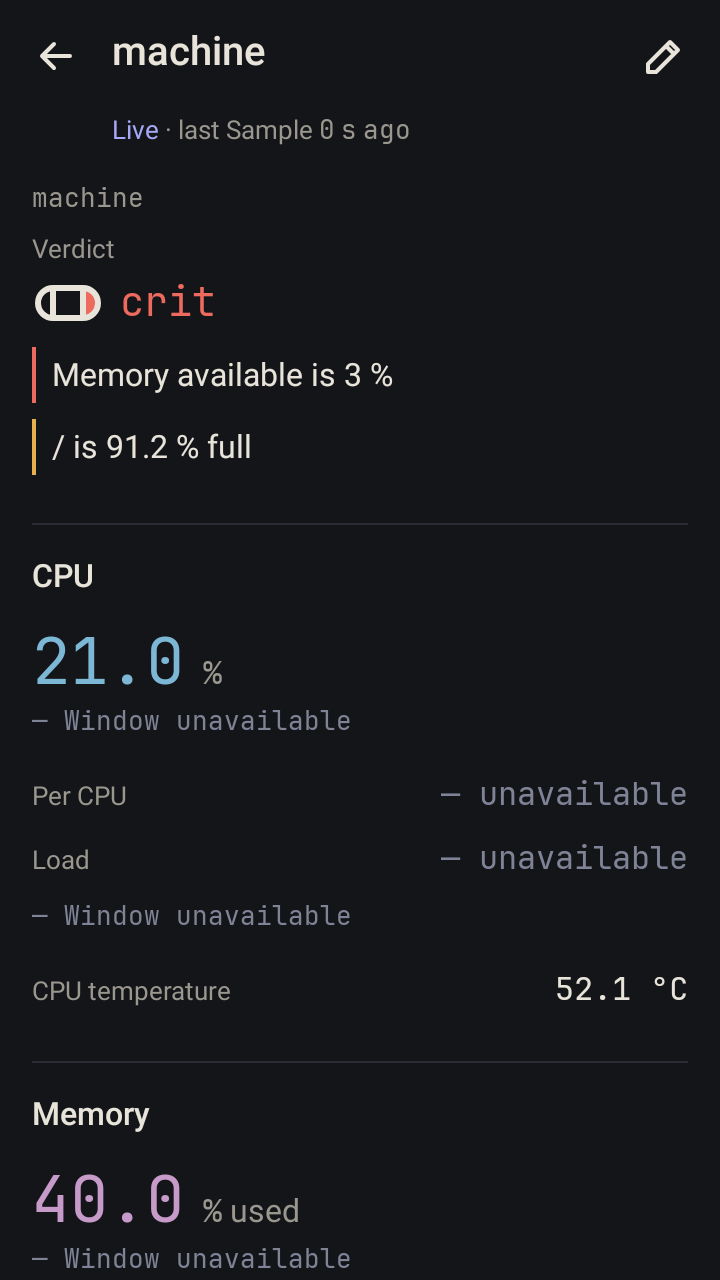 machine
Live · last Sample 0 s ago
machine
Verdict
crit
Memory available is 3 %
/ is 91.2 % full
CPU
21.0 %
— Window unavailable
Per CPU — unavailable
Load — unavailable
— Window unavailable
CPU temperature 52.1 °C
Memory
40.0 % used
— Window unavailable